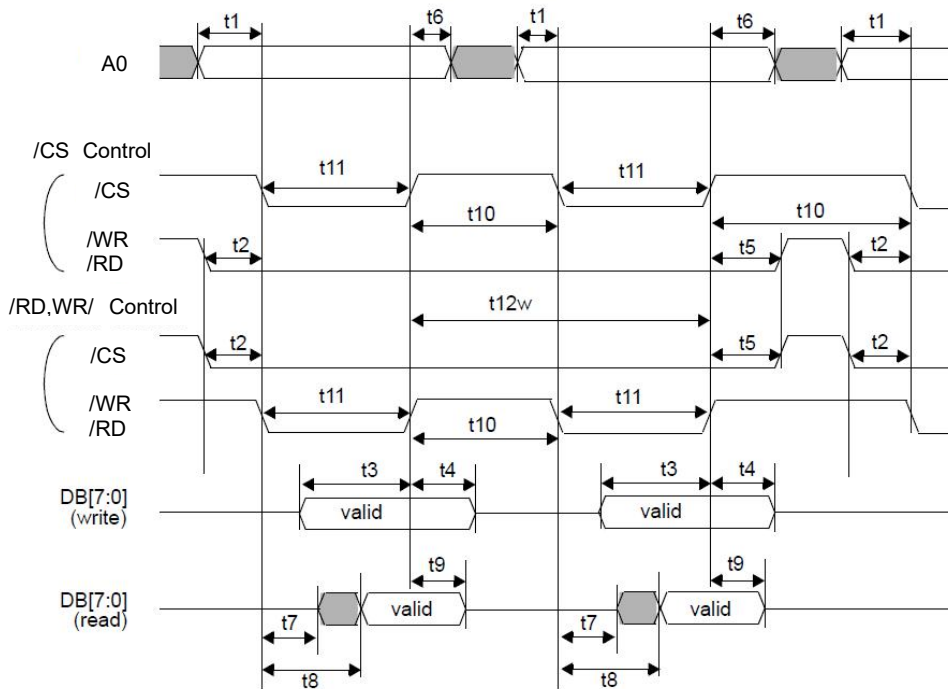 t1 t6 t1 t6 t1
A0
/CS Control
t11 t11
/CS
t10 t10
/WR t2 t5 t2
/RD
/RD,WR/ Control t12w
t2 t5 t2
/CS
t11 t11
/WR
/RD t10
t3 t4 t3 t4
DB[7:0] valid valid
(write)
t9 t9
DB[7:0] valid valid
(read)
t7 t7
t8 t8